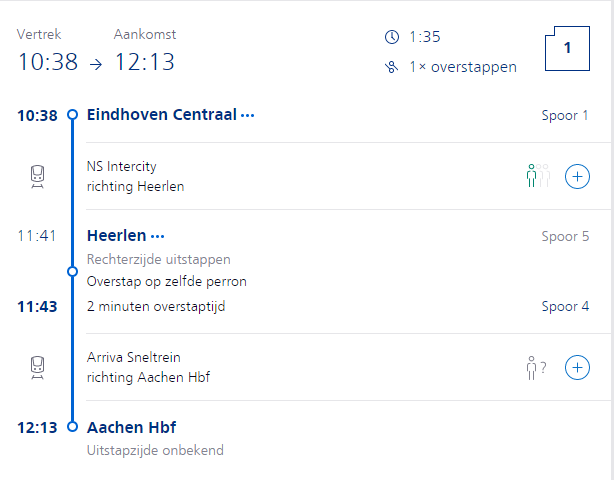 Vertrek Aankomst
10:38 → 12:13
1:35
1× overstappen
1
10:38 Eindhoven Centraal ••• Spoor 1
NS Intercity
richting Heerlen
11:41 Heerlen ••• Spoor 5
Rechterzijde uitstappen
Overstap op zelfde perron
11:43 2 minuten overstaptijd Spoor 4
Arriva Sneltrein
richting Aachen Hbf
?
12:13 Aachen Hbf
Uitstapzijde onbekend